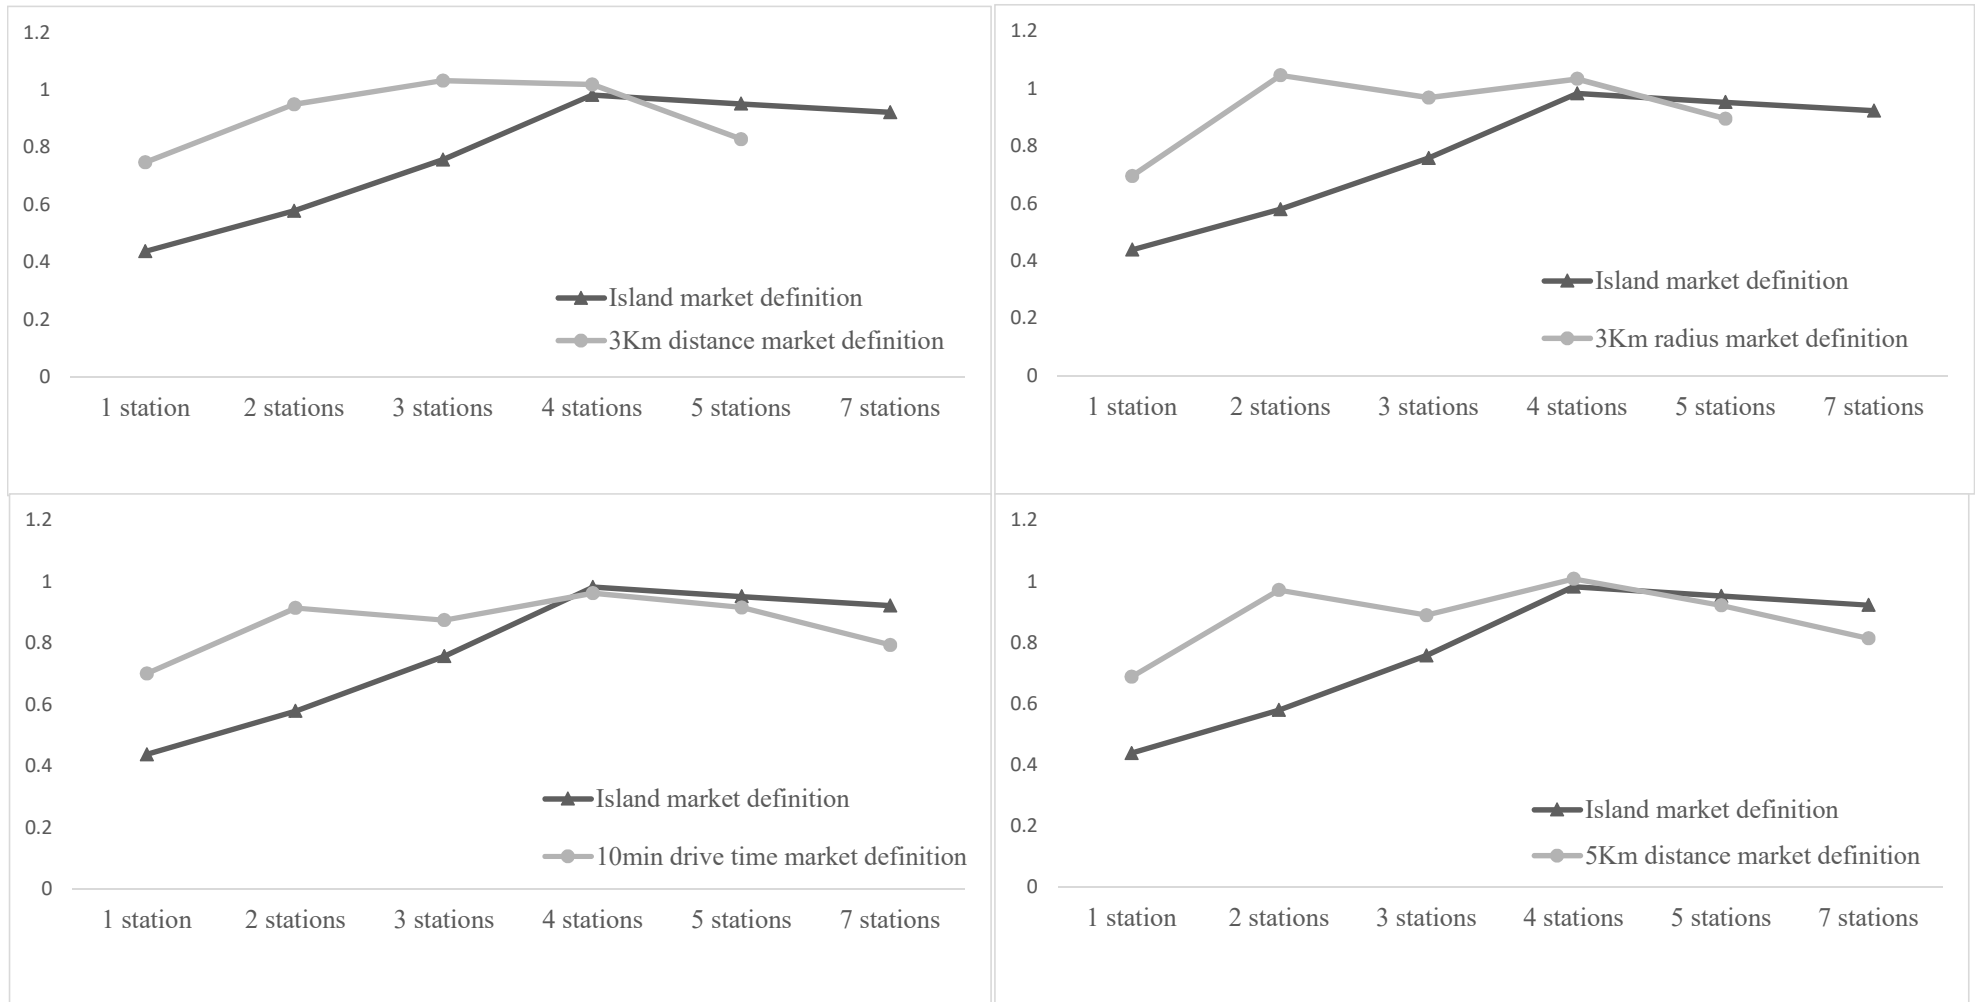 1.2
1
0.8
0.6
0.4
0.2
0
1 station 2 stations 3 stations 4 stations 5 stations 7 stations
Island market definition
3Km distance market definition
1.2
1
0.8
0.6
0.4
0.2
0
1 station 2 stations 3 stations 4 stations 5 stations 7 stations
Island market definition
3Km radius market definition
1.2
1
0.8
0.6
0.4
0.2
0
1 station 2 stations 3 stations 4 stations 5 stations 7 stations
Island market definition
10min drive time market definition
1.2
1
0.8
0.6
0.4
0.2
0
1 station 2 stations 3 stations 4 stations 5 stations 7 stations
Island market definition
5Km distance market definition